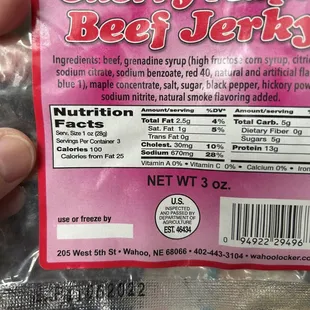 Beef Jerky
Ingredients: beef, grenadine syrup (high fructose corn syrup, citric
sodium citrate, sodium benzoate, red 40, natural and artificial fla
blue 1), maple concentrate, salt, sugar, black pepper, hickory powd
sodium nitrite, natural smoke flavoring added.
Nutrition
Facts
Serv. Size 1 oz (28g)
Servings Per Container 3
Calories 100
Calories from Fat 25
Amount/serving %DV*
Total Fat 2.5g 4%
Sat. Fat 1g 5%
Trans Fat 0g
Cholest. 30mg 10%
Sodium 670mg 28%
Amount/serving
Total Carb. 5g
Dietary Fiber 0g
Sugars 5g
Protein 13g
Vitamin A 0% • Vitamin C 0% • Calcium 0% • Iron
NET WT 3 oz.
U.S.
INSPECTED
AND PASSED BY
DEPARTMENT OF
AGRICULTURE
EST. 46434
use or freeze by
0 94922 29496
205 West 5th St • Wahoo, NE 68066 • 402-443-3104 • wahoolocker.co
2022